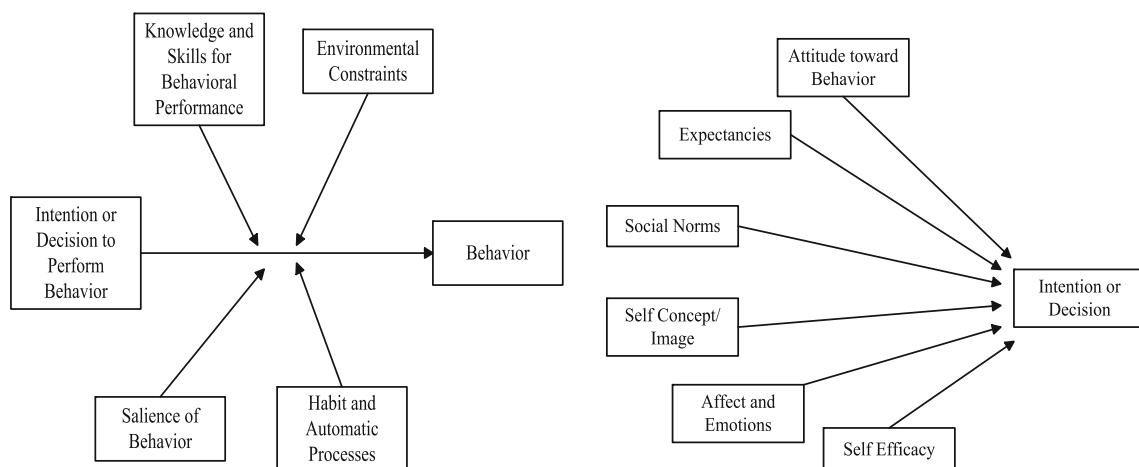 Knowledge and
Skills for
Behavioral
Performance
Environmental
Constraints
Intention or
Decision to
Perform
Behavior
Behavior
Salience of
Behavior
Habit and
Automatic
Processes
Attitude toward
Behavior
Expectancies
Social Norms
Self Concept/
Image
Affect and
Emotions
Self Efficacy
Intention or
Decision